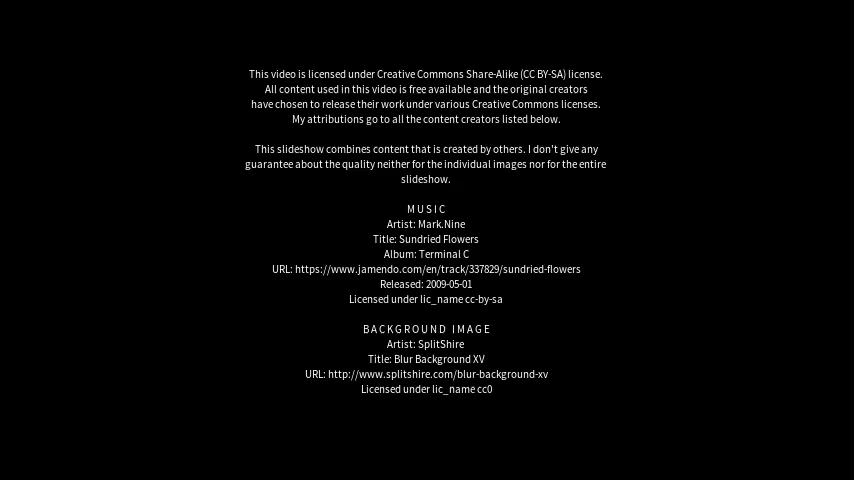 This video is licensed under Creative Commons Share-Alike (CC BY-SA) license.
All content used in this video is free available and the original creators
have chosen to release their work under various Creative Commons licenses.
My attributions go to all the content creators listed below.
This slideshow combines content that is created by others. I don't give any
guarantee about the quality neither for the individual images nor for the entire
slideshow.
MUSIC
Artist: Mark.Nine
Title: Sundried Flowers
Album: Terminal C
URL: https://www.jamendo.com/en/track/337829/sundried-flowers
Released: 2009-05-01
Licensed under lic_name cc-by-sa
BACKGROUND IMAGE
Artist: SplitShire
Title: Blur Background XV
URL: http://www.splitshire.com/blur-background-xv
Licensed under lic_name cc0